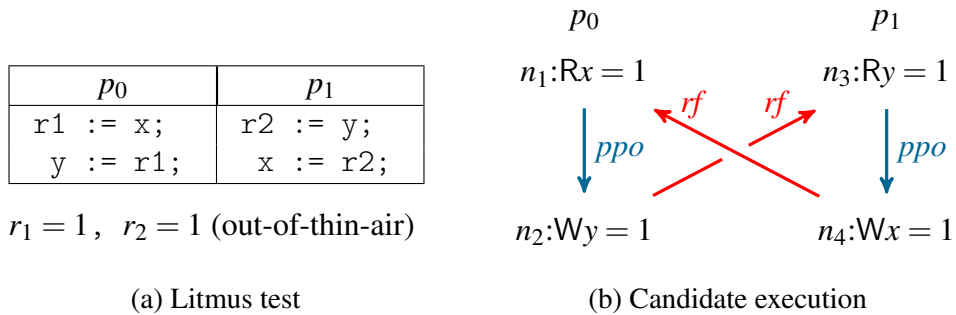 p0 p1
r1 := x; r2 := y;
y := r1; x := r2;
r1 = 1, r2 = 1 (out-of-thin-air)
(a) Litmus test
p0 p1
n1:Rx = 1 n3:Ry = 1
rf rf
ppo ppo
n2:Wy = 1 n4:Wx = 1
(b) Candidate execution